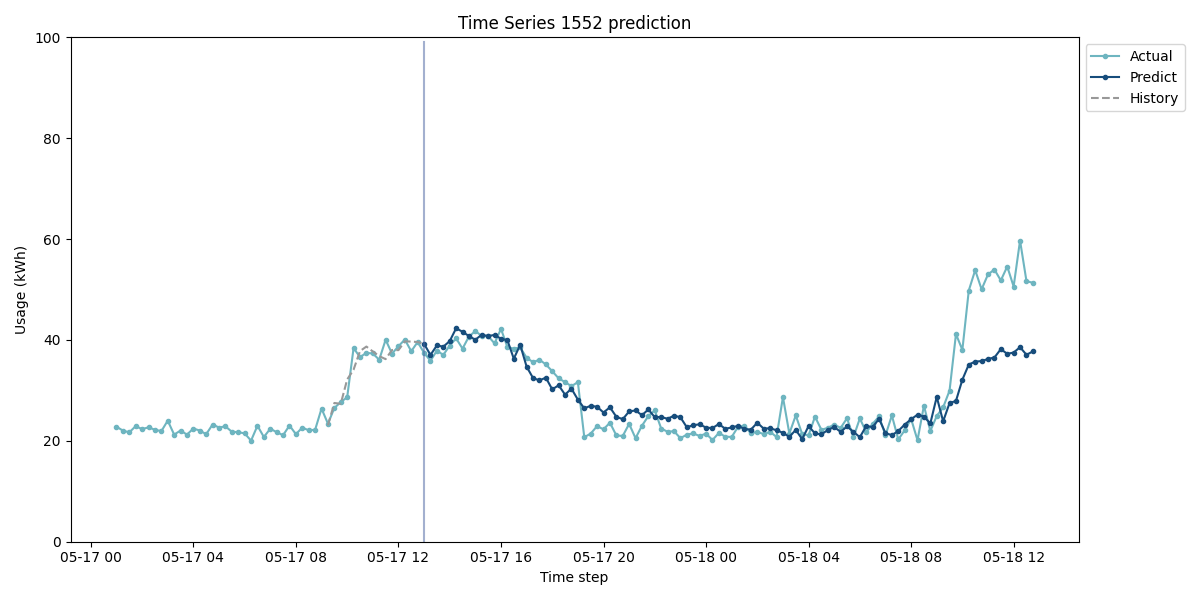 Time Series 1552 prediction
Actual
Predict
History
Usage (kWh)
100
80
60
40
20
0
05-17 00 05-17 04 05-17 08 05-17 12 05-17 16 05-17 20 05-18 00 05-18 04 05-18 08 05-18 12
Time step